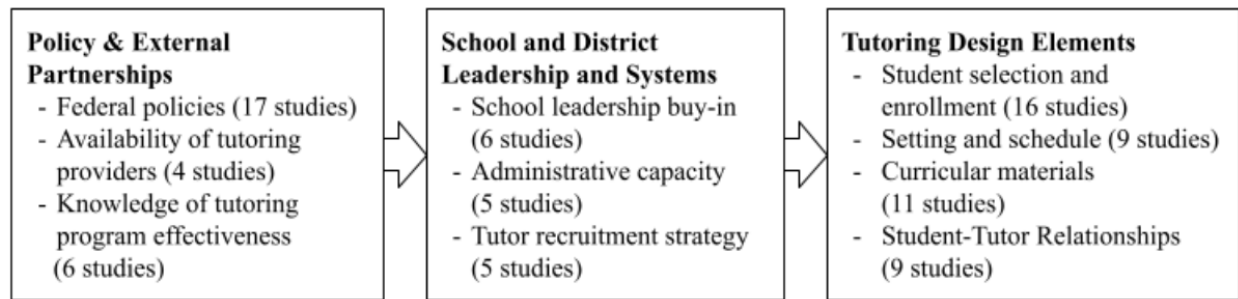 Policy & External
Partnerships
- Federal policies (17 studies)
- Availability of tutoring
providers (4 studies)
- Knowledge of tutoring
program effectiveness
(6 studies)
School and District
Leadership and Systems
- School leadership buy-in
(6 studies)
- Administrative capacity
(5 studies)
- Tutor recruitment strategy
(5 studies)
Tutoring Design Elements
- Student selection and
enrollment (16 studies)
- Setting and schedule (9 studies)
- Curricular materials
(11 studies)
- Student-Tutor Relationships
(9 studies)